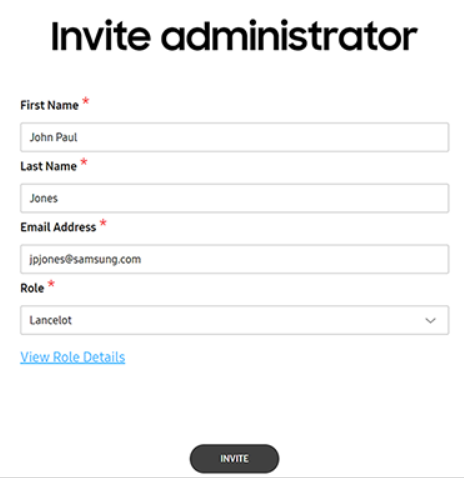 Invite administrator
First Name *
John Paul
Last Name *
Jones
Email Address *
jpjones@samsung.com
Role *
Lancelot
View Role Details
INVITE